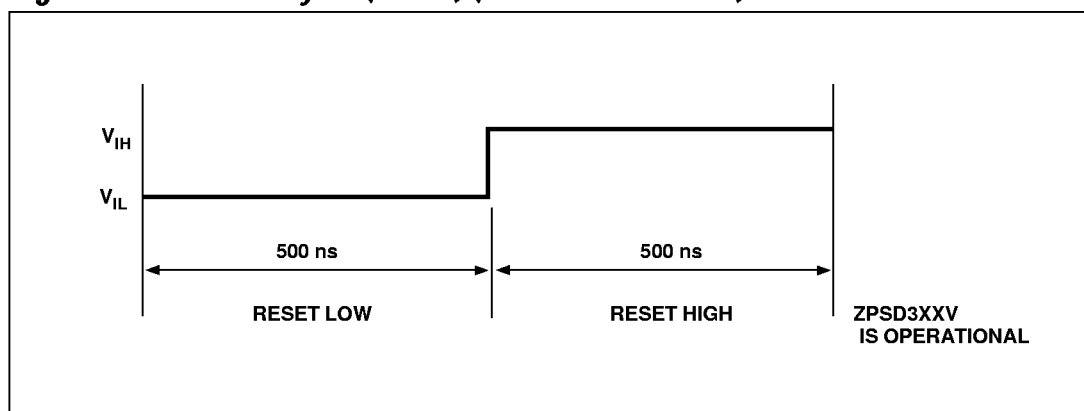 V_IH
V_IL
500 ns 500 ns
RESET LOW RESET HIGH ZPSD3XXV
IS OPERATIONAL